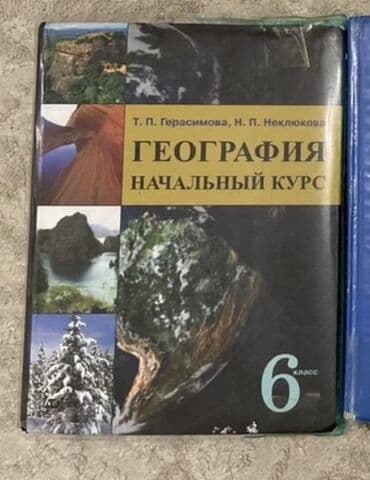 Т. П. Герасимова, Н. П. Неклюкова
ГЕОГРАФИЯ
НАЧАЛЬНЫЙ КУРС
6 класс